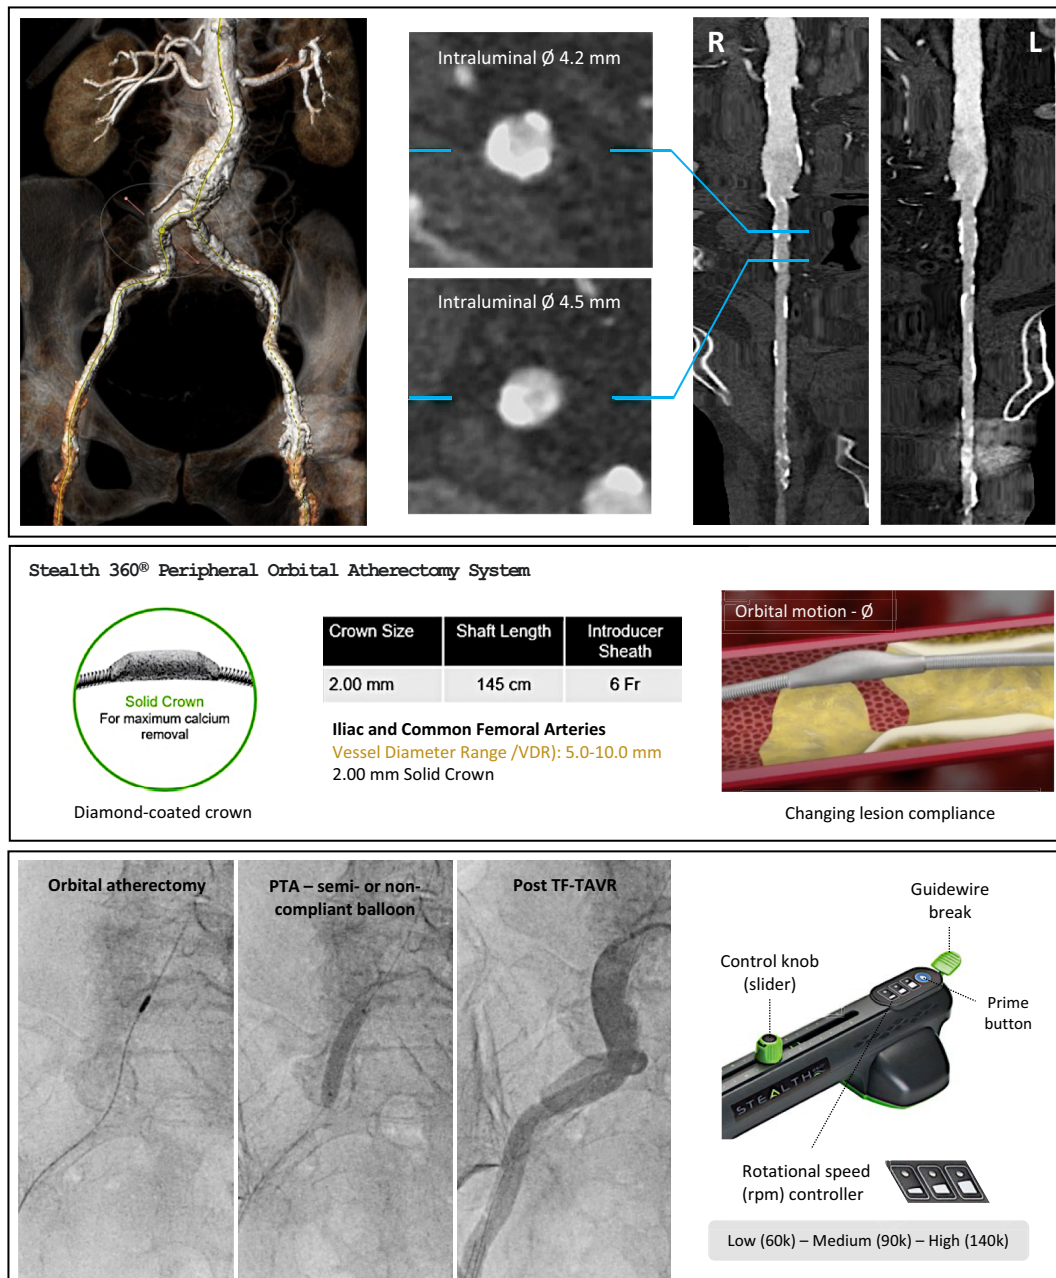 Intraluminal Ø 4.2 mm
R
L
Intraluminal Ø 4.5 mm
Stealth 360® Peripheral Orbital Atherectomy System
Solid Crown
For maximum calcium
removal
Diamond-coated crown
Crown Size
Shaft Length
Introducer
Sheath
2.00 mm
145 cm
6 Fr
Iliac and Common Femoral Arteries
Vessel Diameter Range /VDR): 5.0-10.0 mm
2.00 mm Solid Crown
Orbital motion - Ø
Changing lesion compliance
Orbital atherectomy
PTA – semi- or non-
compliant balloon
Post TF-TAVR
Guidewire
break
Control knob
(slider)
Prime
button
STEALTH
Rotational speed
(rpm) controller
Low (60k) – Medium (90k) – High (140k)